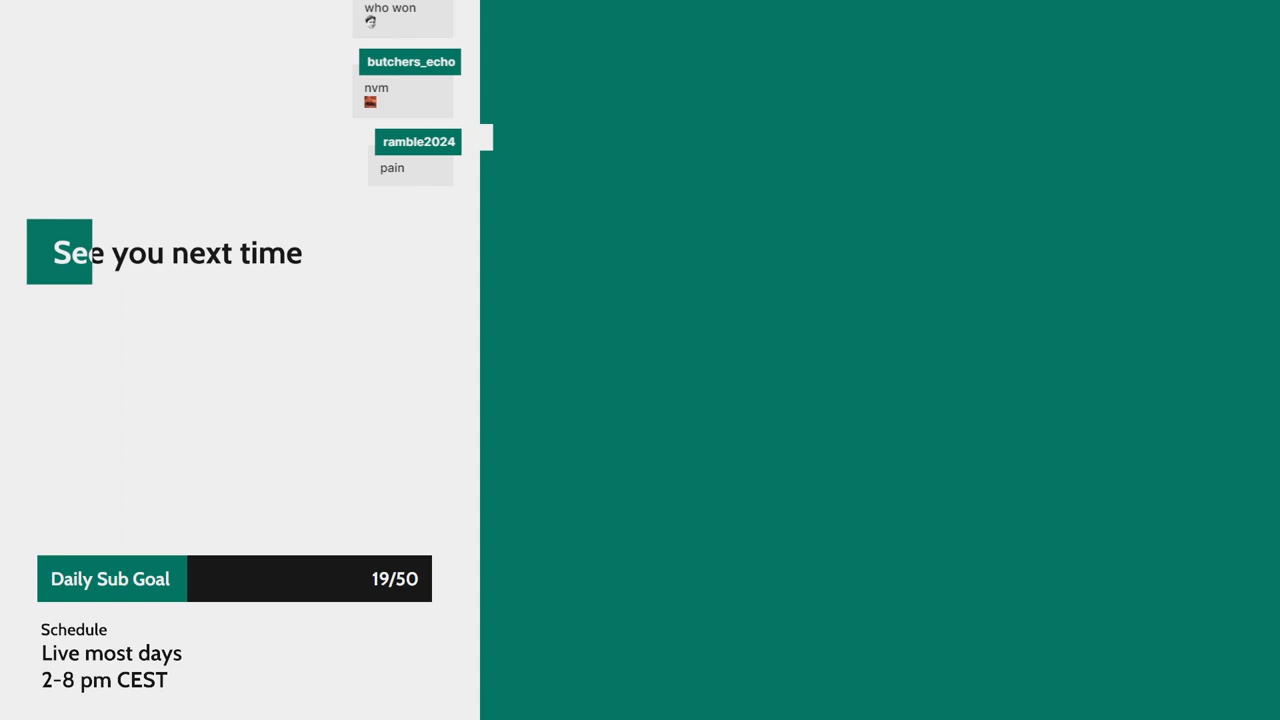 who won
butchers_echo
nvm
ramble2024
pain
See you next time
Daily Sub Goal
19/50
Schedule
Live most days
2-8 pm CEST